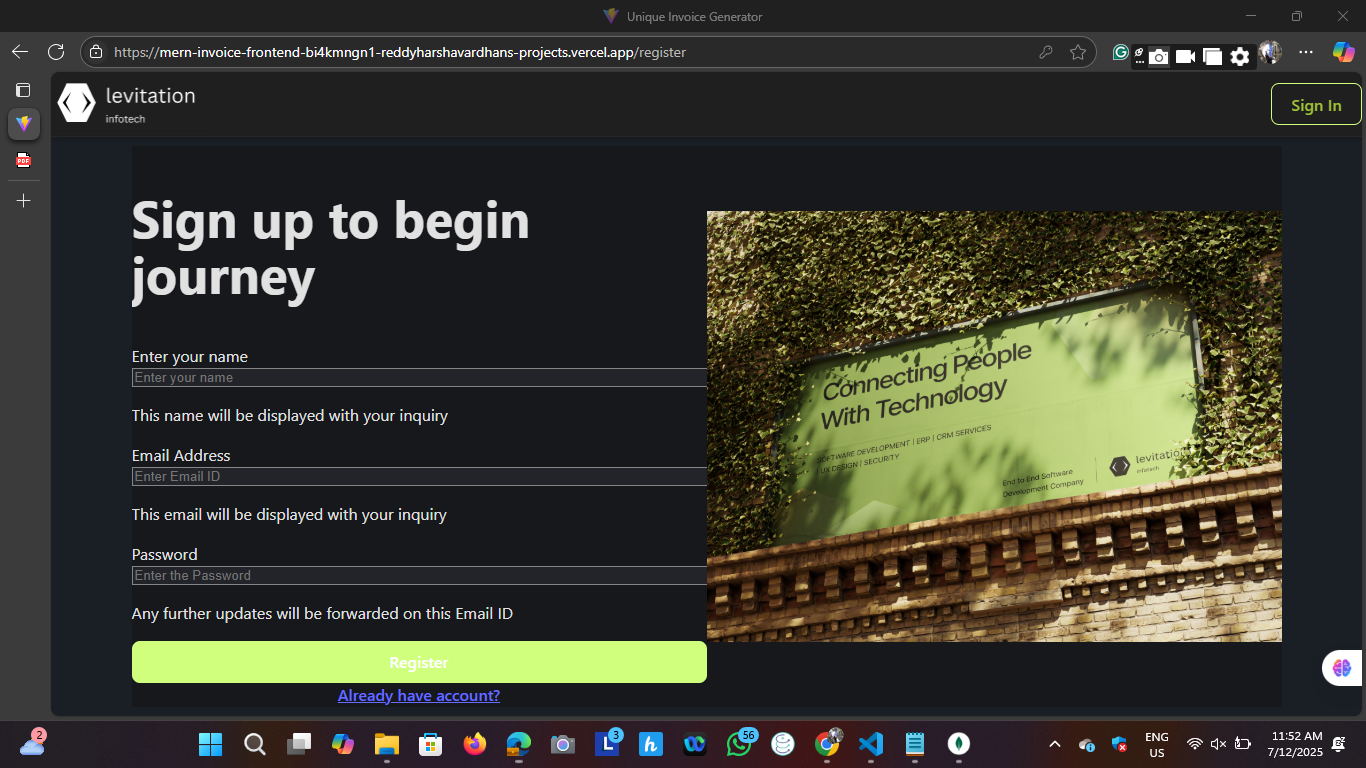 Unique Invoice Generator
https://mern-invoice-frontend-bi4kmngn1-reddyharshavardhans-projects.vercel.app/register
levitation
infotech
Sign In
Sign up to begin
journey
Enter your name
Enter your name
This name will be displayed with your inquiry
Email Address
Enter Email ID
This email will be displayed with your inquiry
Password
Enter the Password
Any further updates will be forwarded on this Email ID
Register
Already have account?
Connecting People
With Technology
SOFTWARE DEVELOPMENT | ERP | CRM SERVICES
| UX DESIGN | SECURITY
End to End Software
Development Company
levitation
infotech
PDF
2
3
56
ENG
US
11:52 AM
7/12/2025